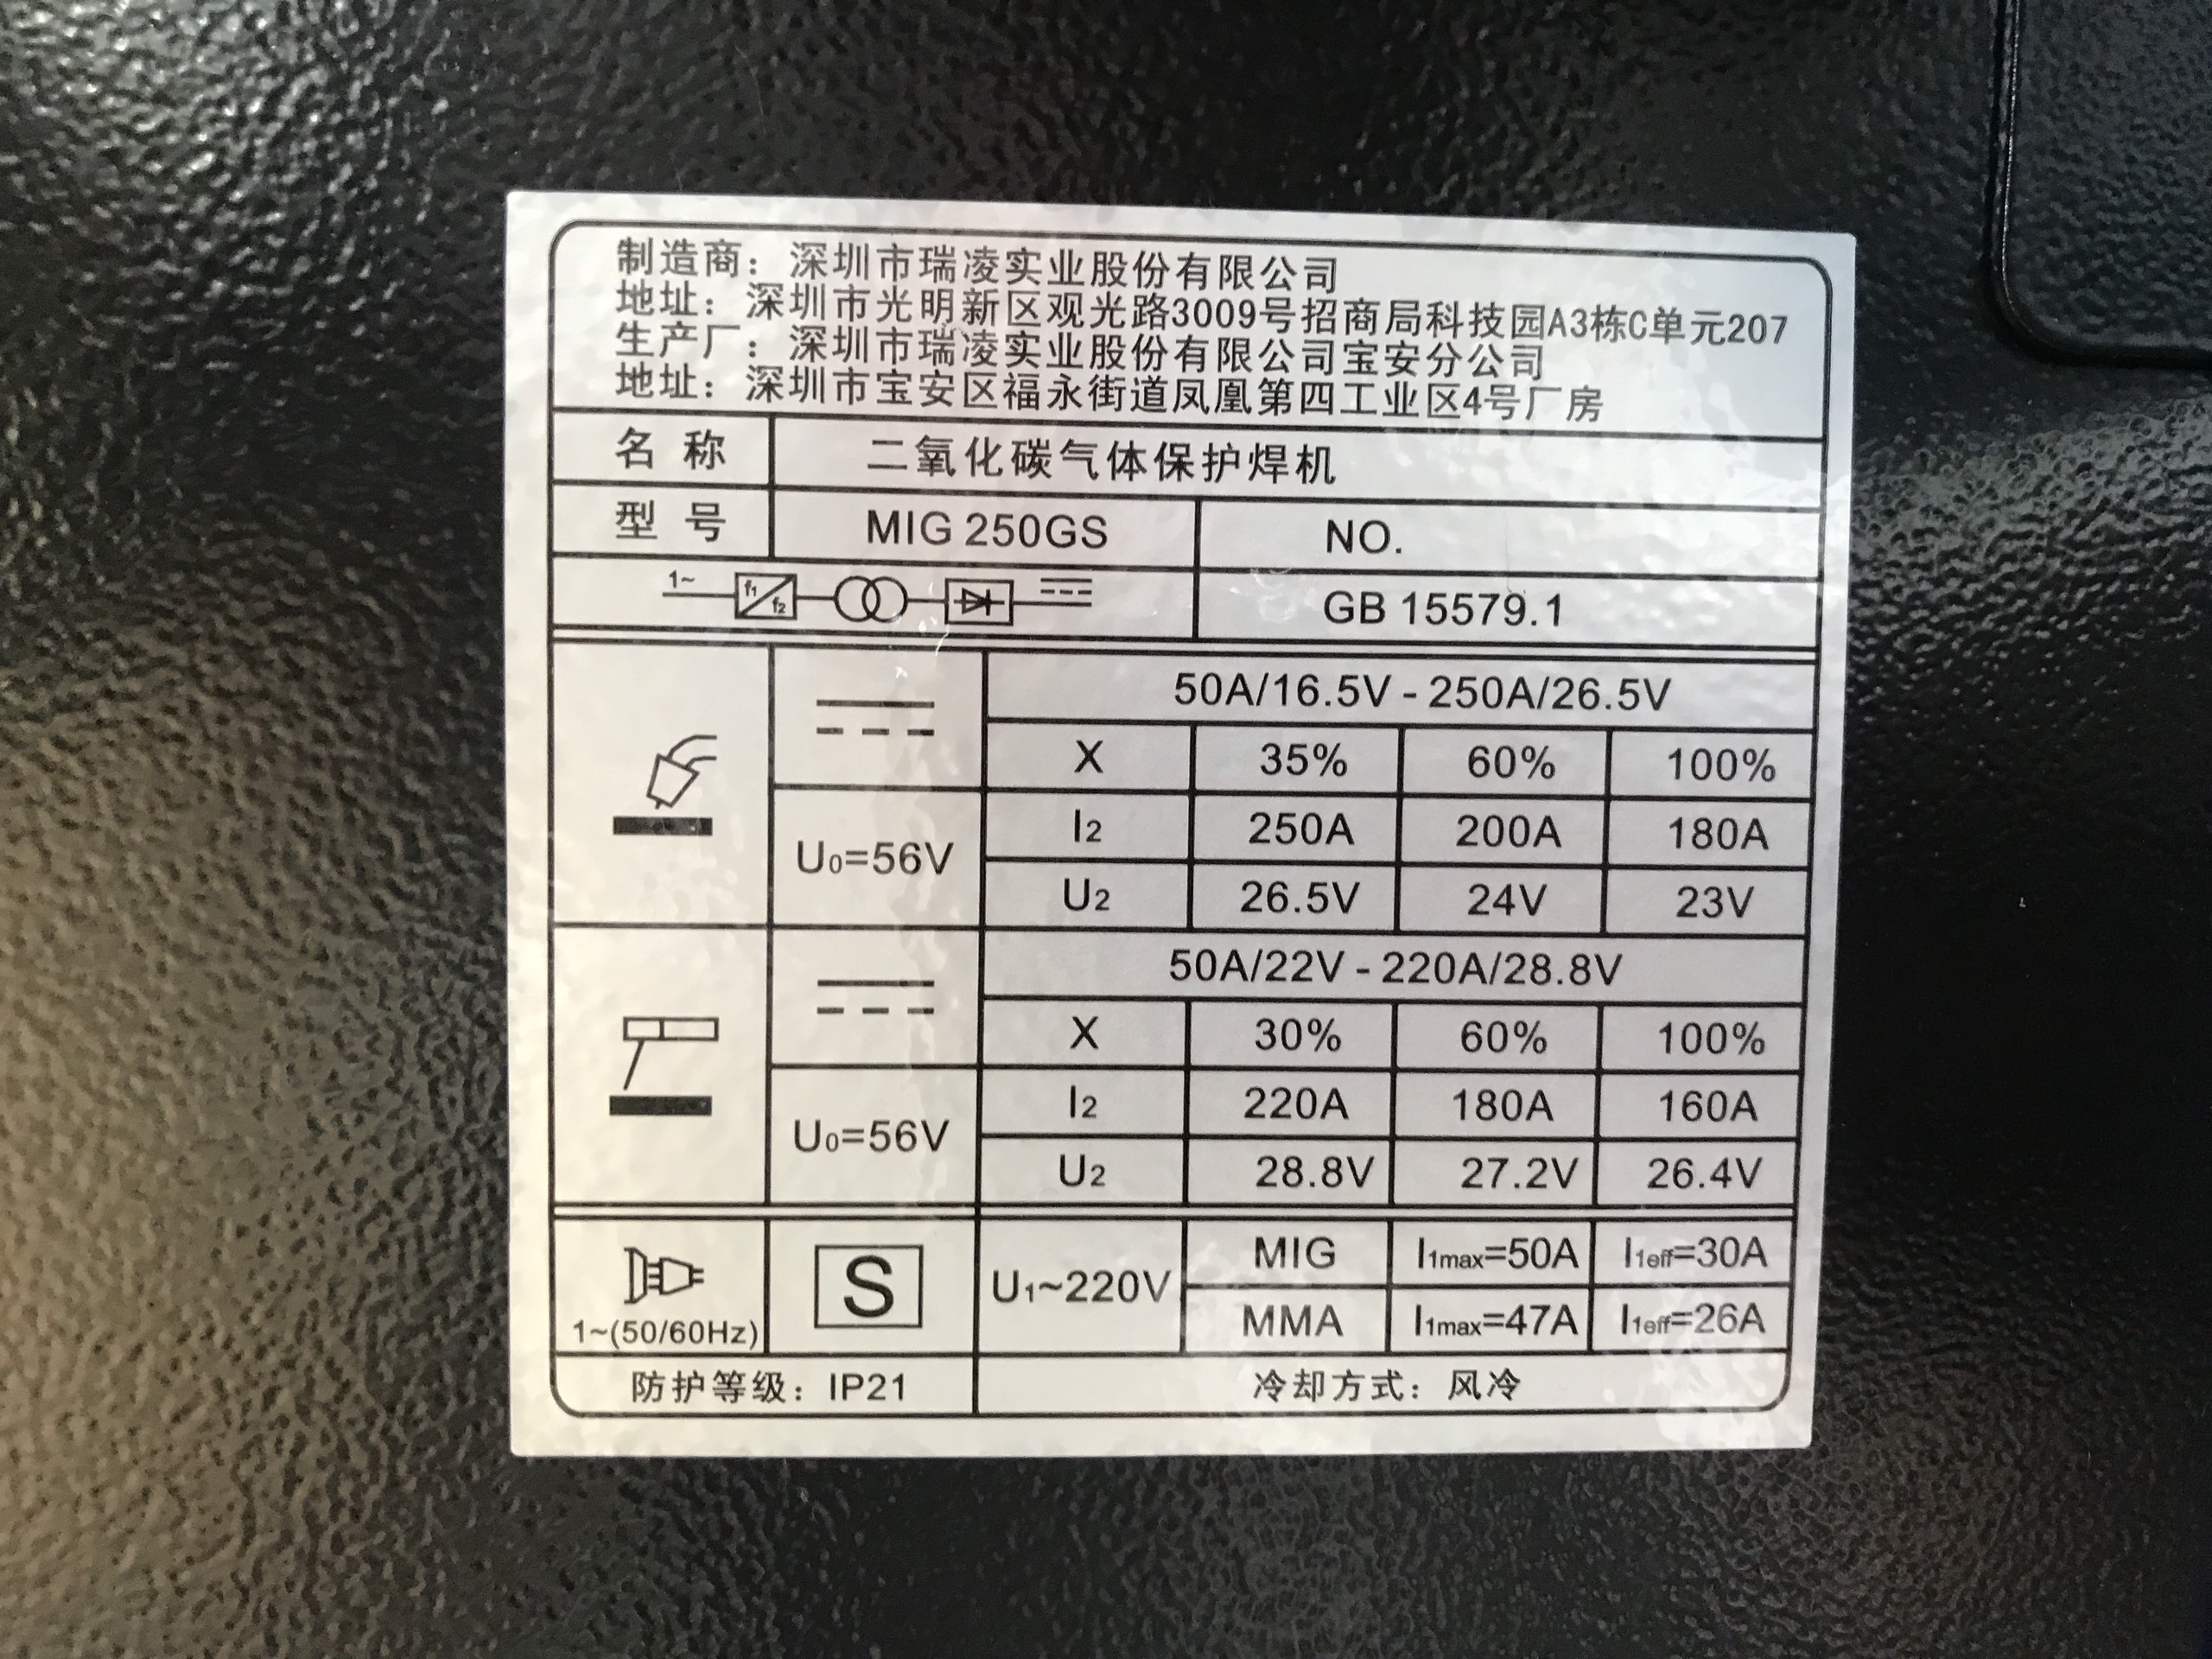 制造商：深圳市瑞凌实业股份有限公司
地址：深圳市光明新区观光路3009号招商局科技园A3栋C单元207
生产厂：深圳市瑞凌实业股份有限公司宝安分公司
地址：深圳市宝安区福永街道凤凰第四工业区4号厂房
名 称 二氧化碳气体保护焊机
型 号 MIG 250GS NO.
1~ f1 f2 GB 15579.1
50A/16.5V - 250A/26.5V
X 35% 60% 100%
U0=56V I2 250A 200A 180A
U2 26.5V 24V 23V
50A/22V - 220A/28.8V
X 30% 60% 100%
U0=56V I2 220A 180A 160A
U2 28.8V 27.2V 26.4V
1~(50/60Hz) S U1~220V MIG I1max=50A I1eff=30A
MMA I1max=47A I1eff=26A
防护等级：IP21 冷却方式：风冷